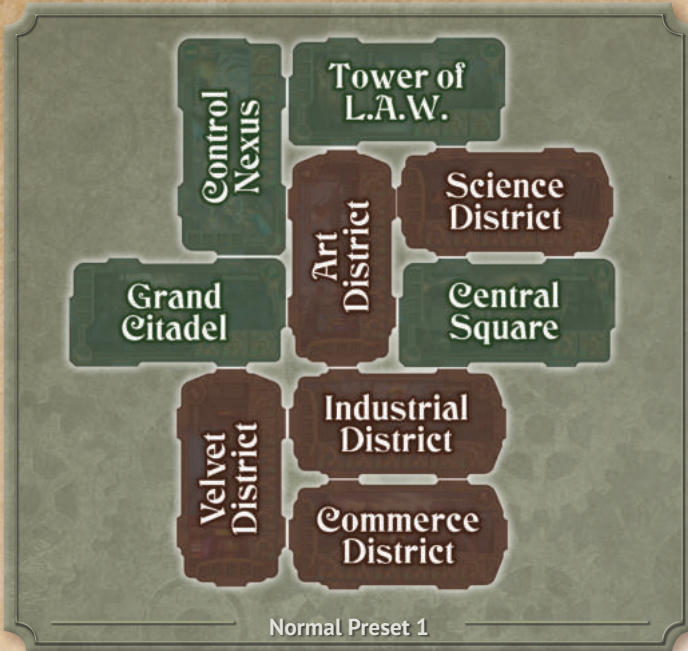 Control
Nexus
Tower of
L.A.W.
Art
District
Science
District
Grand
Citadel
Central
Square
Velvet
District
Industrial
District
Commerce
District
Normal Preset 1